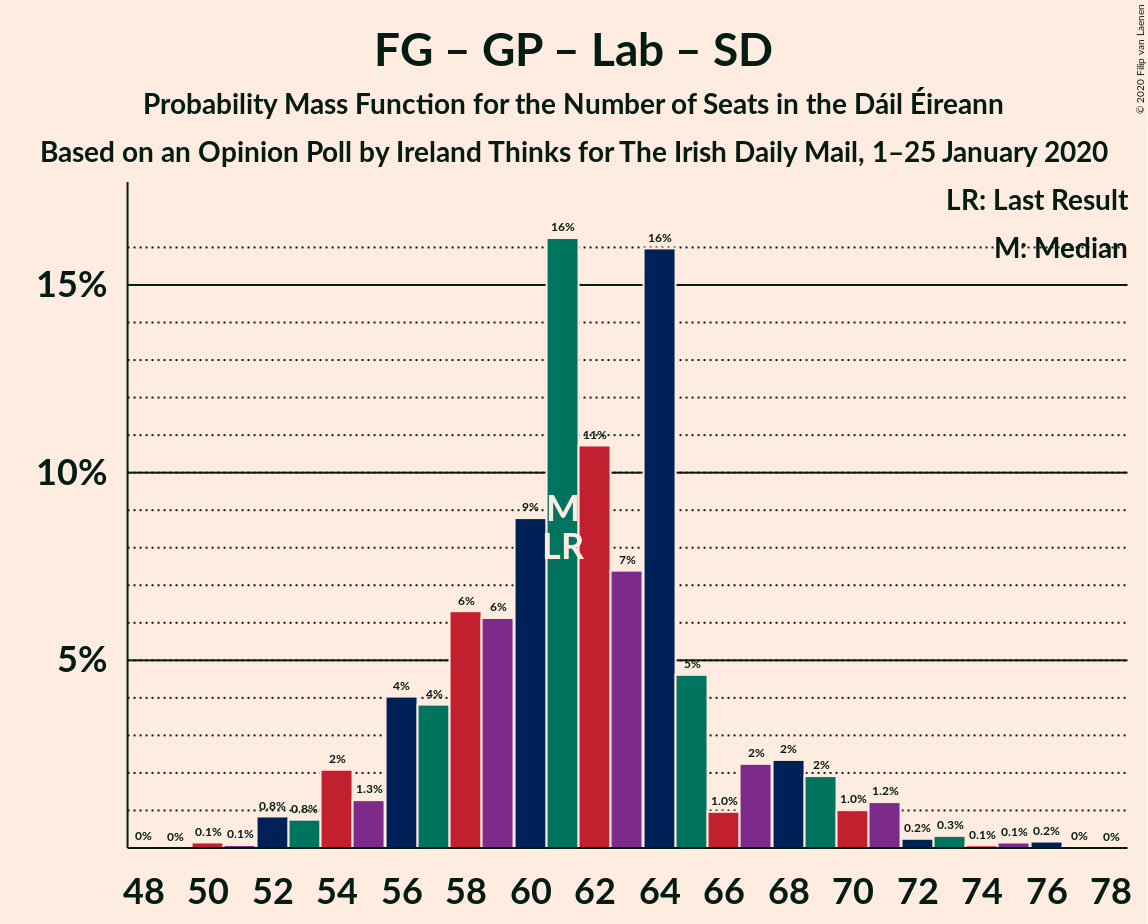 FG – GP – Lab – SD
Probability Mass Function for the Number of Seats in the Dáil Éireann
Based on an Opinion Poll by Ireland Thinks for The Irish Daily Mail, 1–25 January 2020
© 2020 Filip van Laenen
LR: Last Result
M: Median
15%
10%
5%
0% 0% 0.1% 0.1% 0.8% 0.8% 2% 1.3% 4% 4% 6% 6% 9% 16% 11% 7% 16% 5% 1.0% 2% 2% 2% 1.0% 1.2% 0.2% 0.3% 0.1% 0.1% 0.2% 0% 0%
M
LR
48 50 52 54 56 58 60 62 64 66 68 70 72 74 76 78